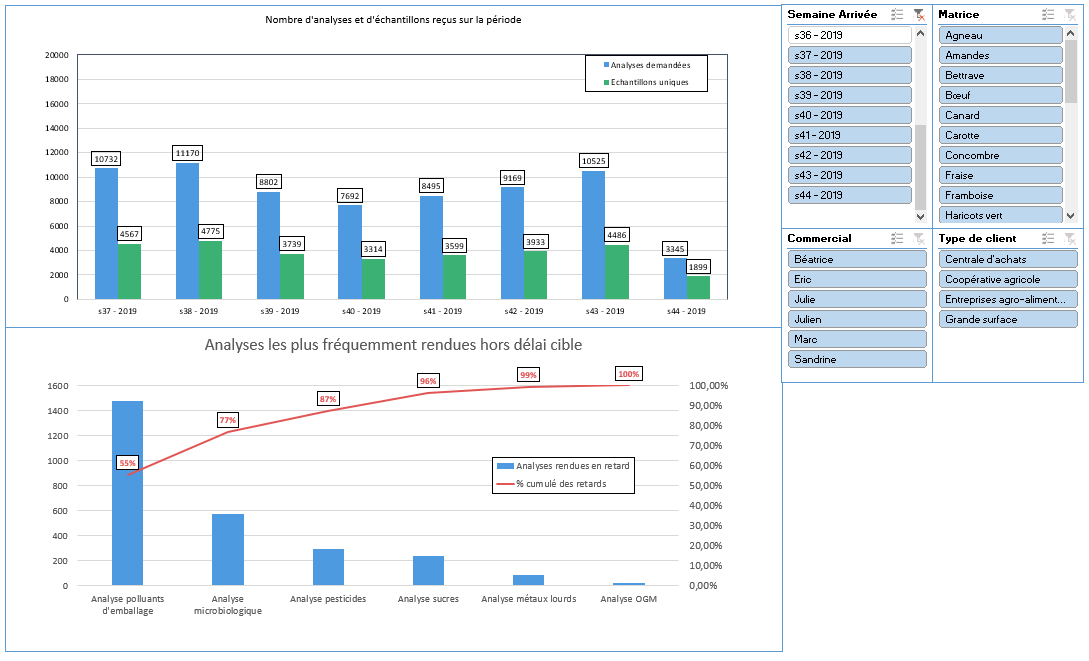 Nombre d'analyses et d'échantillons reçus sur la période
20000
18000
16000
14000
12000
10000
8000
6000
4000
2000
0
Analyses demandées
Echantillons uniques
10732
4567
11170
4775
8802
3739
7692
3314
8495
3599
9169
3933
10525
4486
3345
1899
s37 - 2019
s38 - 2019
s39 - 2019
s40 - 2019
s41 - 2019
s42 - 2019
s43 - 2019
s44 - 2019
Analyses les plus fréquemment rendues hors délai cible
1600
1400
1200
1000
800
600
400
200
0
55%
77%
87%
96%
99%
100%
Analyses rendues en retard
% cumulé des retards
100,00%
90,00%
80,00%
70,00%
60,00%
50,00%
40,00%
30,00%
20,00%
10,00%
0,00%
Analyse polluants
d'emballage
Analyse
microbiologique
Analyse pesticides
Analyse sucres
Analyse métaux lourds
Analyse OGM
Semaine Arrivée
s36 - 2019
s37 - 2019
s38 - 2019
s39 - 2019
s40 - 2019
s41 - 2019
s42 - 2019
s43 - 2019
s44 - 2019
Matrice
Agneau
Amandes
Bettrave
Bœuf
Canard
Carotte
Concombre
Fraise
Framboise
Haricots vert
Commercial
Béatrice
Eric
Julie
Julien
Marc
Sandrine
Type de client
Centrale d'achats
Coopérative agricole
Entreprises agro-aliment...
Grande surface